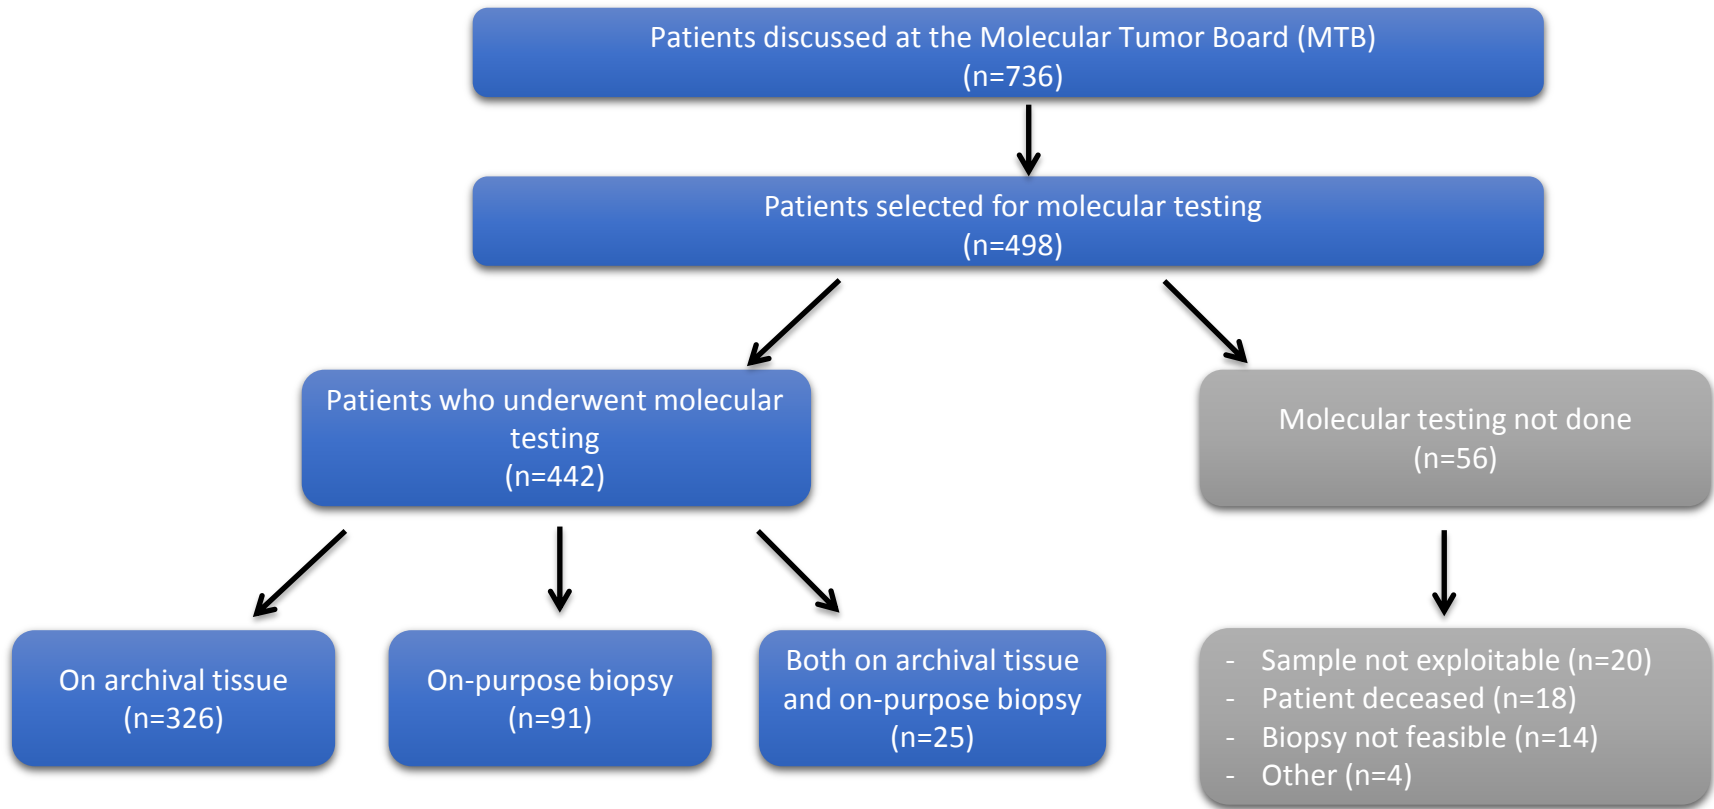 Patients discussed at the Molecular Tumor Board (MTB)
(n=736)
Patients selected for molecular testing
(n=498)
Patients who underwent molecular
testing
(n=442)
Molecular testing not done
(n=56)
On archival tissue
(n=326)
On-purpose biopsy
(n=91)
Both on archival tissue
and on-purpose biopsy
(n=25)
- Sample not exploitable (n=20)
- Patient deceased (n=18)
- Biopsy not feasible (n=14)
- Other (n=4)